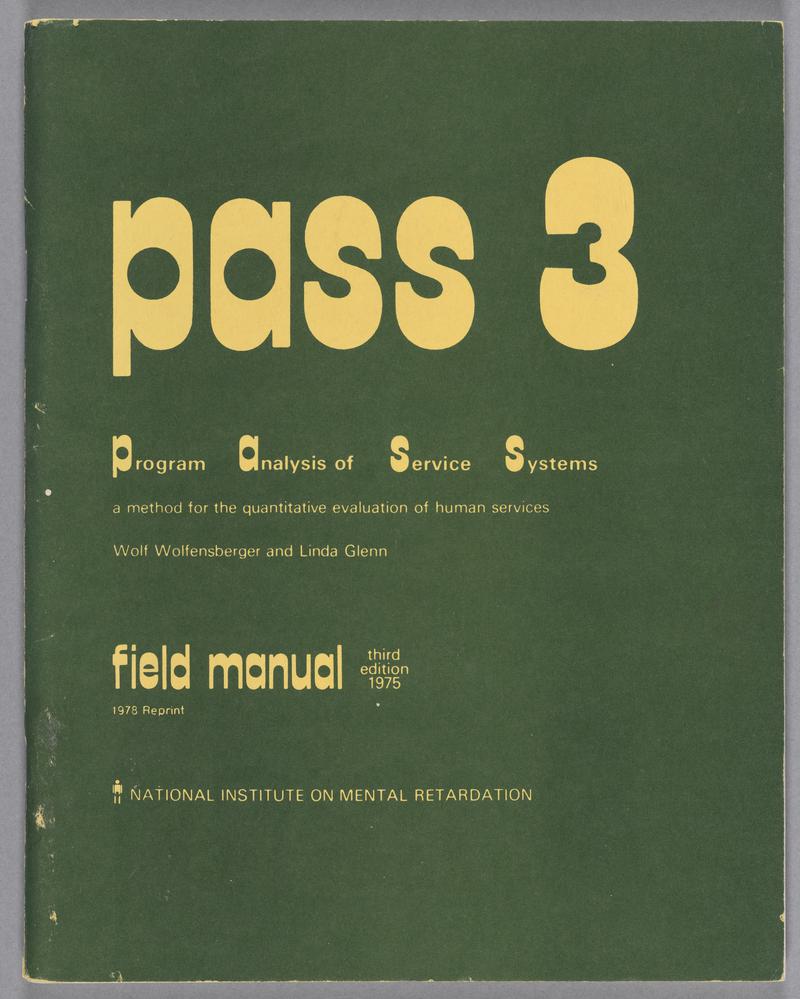 pass 3
program analysis of service systems
a method for the quantitative evaluation of human services
Wolf Wolfensberger and Linda Glenn
field manual
third
edition
1975
1978 Reprint
NATIONAL INSTITUTE ON MENTAL RETARDATION